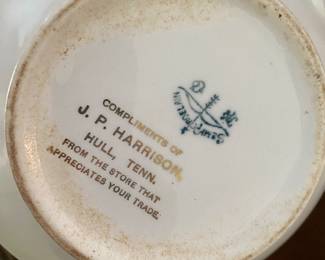 COMPLIMENTS OF
J. P. HARRISON,
HULL, TENN.
FROM THE STORE THAT
APPRECIATES YOUR TRADE.